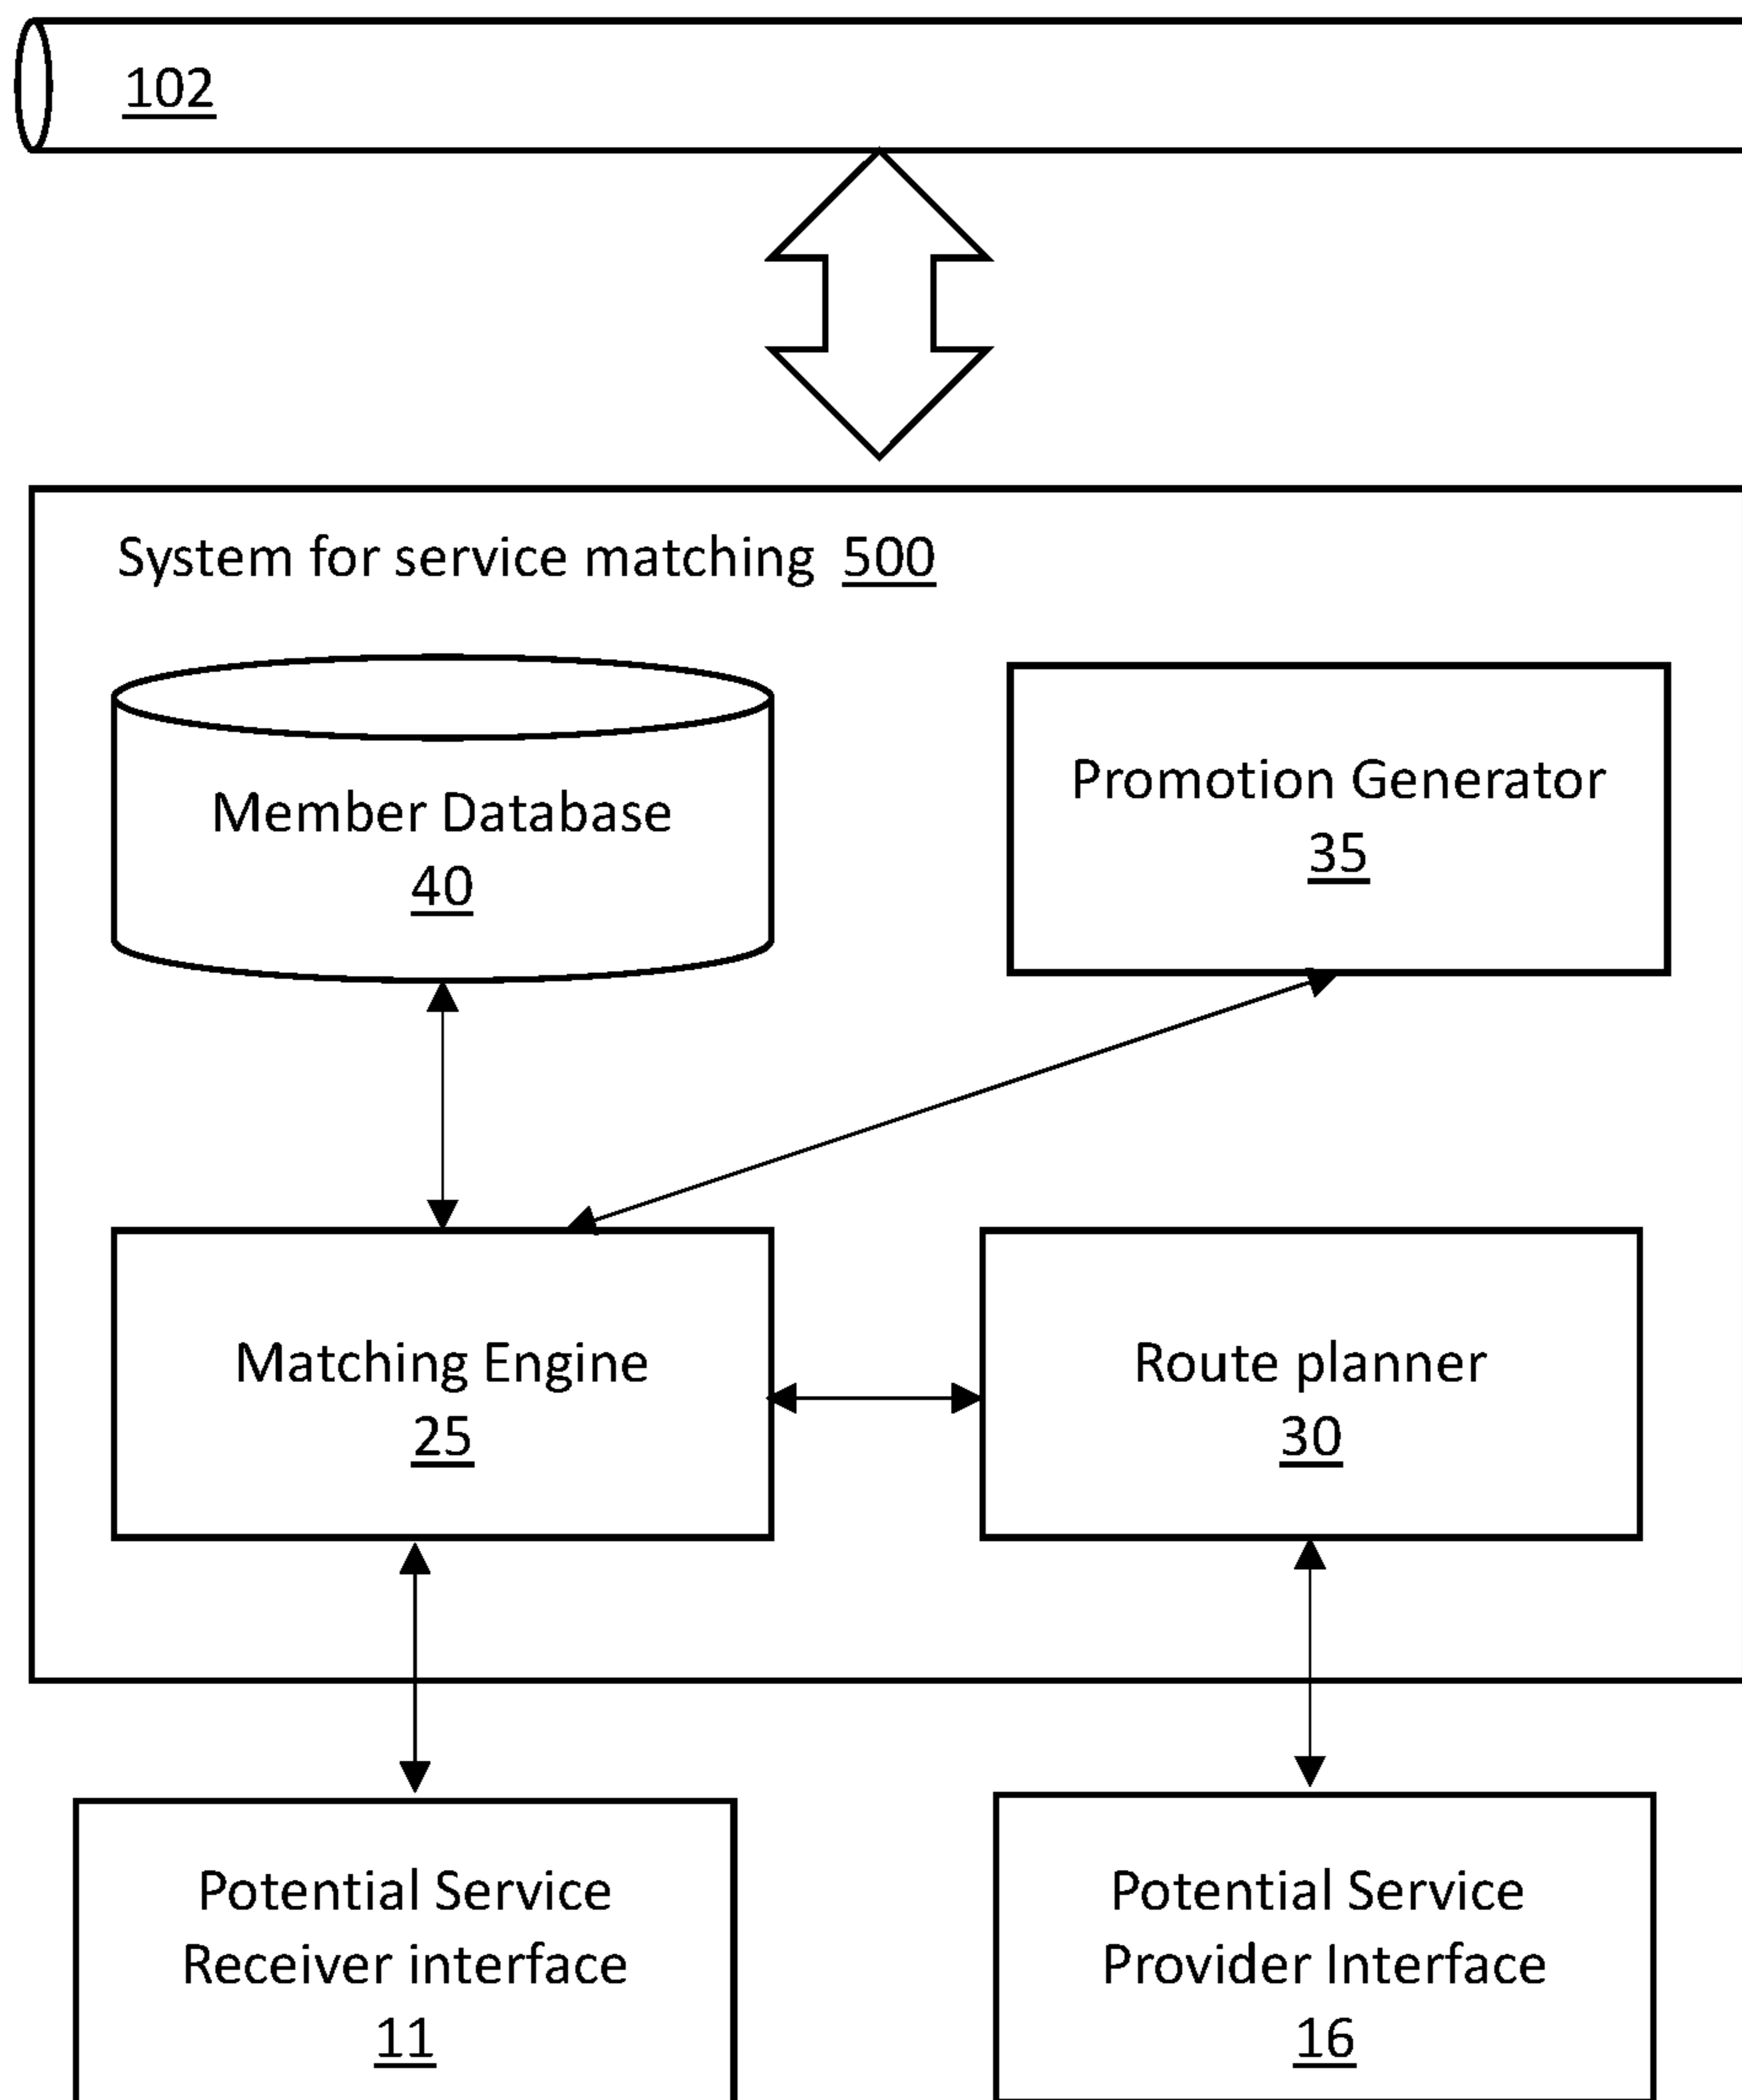 102
System for service matching 500
Member Database
40
Promotion Generator
35
Matching Engine
25
Route planner
30
Potential Service
Receiver interface
11
Potential Service
Provider Interface
16